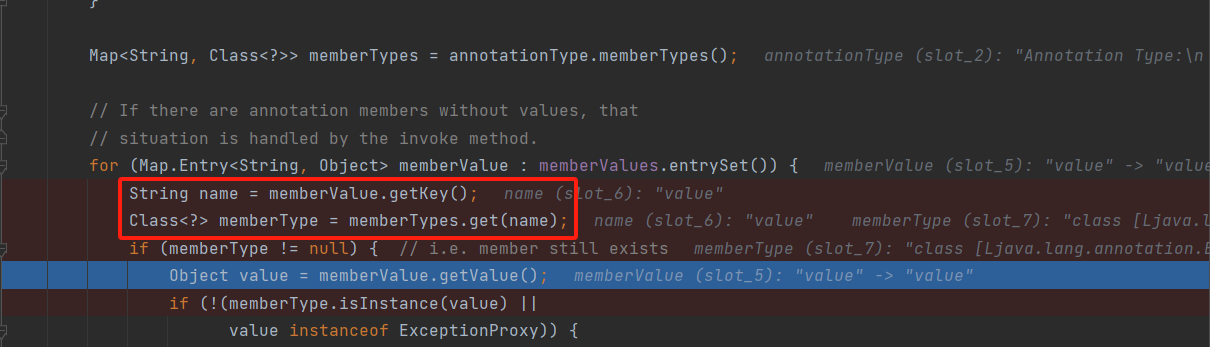 }
Map<String, Class<?>> memberTypes = annotationType.memberTypes(); annotationType (slot_2): "Annotation Type:\n
// If there are annotation members without values, that
// situation is handled by the invoke method.
for (Map.Entry<String, Object> memberValue : memberValues.entrySet()) { memberValue (slot_5): "value" -> "value
String name = memberValue.getKey(); name (slot_6): "value"
Class<?> memberType = memberTypes.get(name); name (slot_6): "value" memberType (slot_7): "class [Ljava.l
if (memberType != null) { // i.e. member still exists memberType (slot_7): "class [Ljava.lang.annotation.E
Object value = memberValue.getValue(); memberValue (slot_5): "value" -> "value"
if (!(memberType.isInstance(value) ||
value instanceof ExceptionProxy)) {